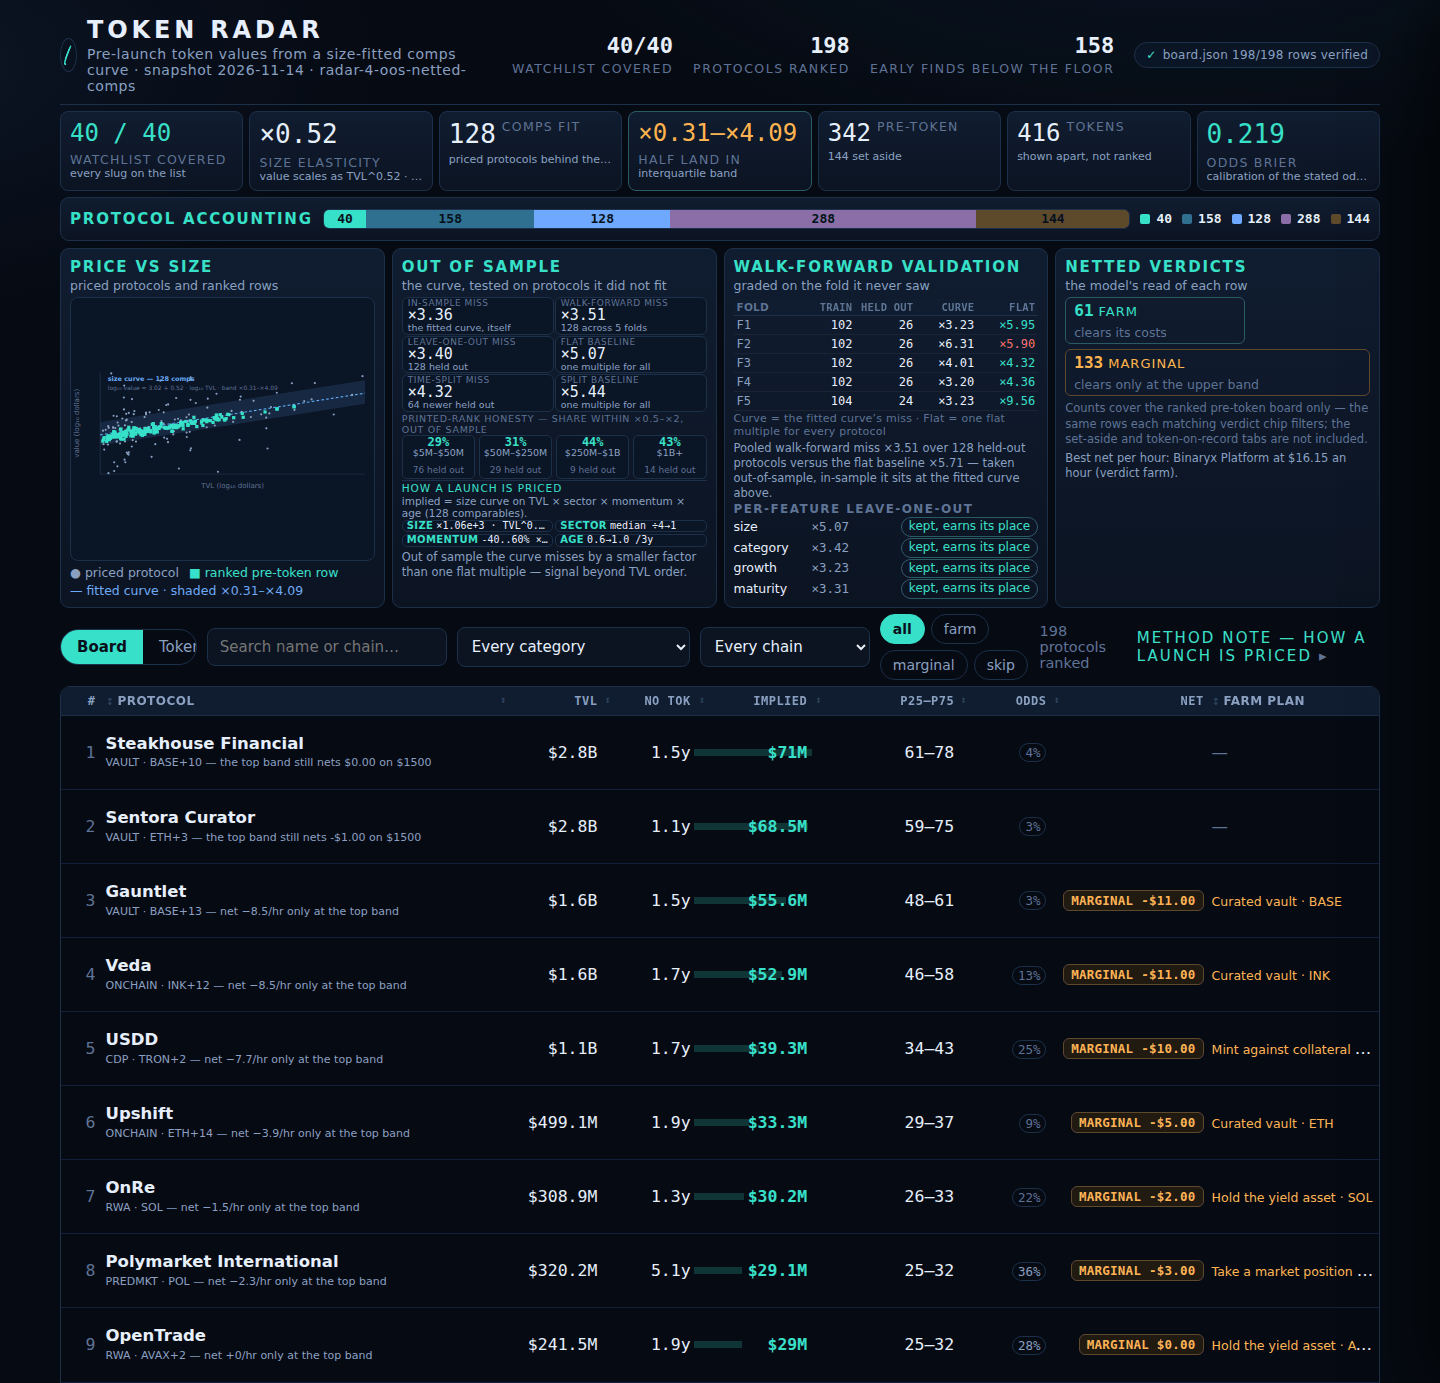 TOKEN RADAR
Pre-launch token values from a size-fitted comps
curve · snapshot 2026-11-14 · radar-4-oos-netted-
comps
40/40
WATCHLIST COVERED
198
PROTOCOLS RANKED
158
EARLY FINDS BELOW THE FLOOR
✓ board.json 198/198 rows verified
40 / 40
WATCHLIST COVERED
every slug on the list
×0.52
SIZE ELASTICITY
value scales as TVL^0.52 · …
128 COMPS FIT
priced protocols behind the…
×0.31–×4.09
HALF LAND IN
interquartile band
342 PRE-TOKEN
144 set aside
416 TOKENS
shown apart, not ranked
0.219
ODDS BRIER
calibration of the stated od…
PROTOCOL ACCOUNTING
40 158 128 288 144
40 158 128 288 144
PRICE VS SIZE
priced protocols and ranked rows
size curve — 128 comps
value (log₁₀ dollars)
TVL (log₁₀ dollars)
● priced protocol ■ ranked pre-token row
— fitted curve · shaded ×0.31–×4.09
OUT OF SAMPLE
the curve, tested on protocols it did not fit
IN-SAMPLE MISS
×3.36
the fitted curve, itself
WALK-FORWARD MISS
×3.51
128 across 5 folds
LEAVE-ONE-OUT MISS
×3.40
128 held out
FLAT BASELINE
×5.07
one multiple for all
TIME-SPLIT MISS
×4.32
64 newer held out
SPLIT BASELINE
×5.44
one multiple for all
PRINTED-RANK HONESTY — SHARE WITHIN ×0.5–×2,
OUT OF SAMPLE
29%
$5M–$50M
76 held out
31%
$50M–$250M
29 held out
44%
$250M–$1B
9 held out
43%
$1B+
14 held out
HOW A LAUNCH IS PRICED
implied = size curve on TVL × sector × momentum ×
age (128 comparables).
SIZE ×1.06e+3 · TVL^0.…
SECTOR median ÷4→1
MOMENTUM -40..60% ×…
AGE 0.6→1.0 /3y
Out of sample the curve misses by a smaller factor
than one flat multiple — signal beyond TVL order.
WALK-FORWARD VALIDATION
graded on the fold it never saw
FOLD TRAIN HELD OUT CURVE FLAT
F1 102 26 ×3.23 ×5.95
F2 102 26 ×6.31 ×5.90
F3 102 26 ×4.01 ×4.32
F4 102 26 ×3.20 ×4.36
F5 104 24 ×3.23 ×9.56
Curve = the fitted curve's miss · Flat = one flat
multiple for every protocol
Pooled walk-forward miss ×3.51 over 128 held-out
protocols versus the flat baseline ×5.71 — taken
out-of-sample, in-sample it sits at the fitted curve
above.
PER-FEATURE LEAVE-ONE-OUT
size ×5.07 kept, earns its place
category ×3.42 kept, earns its place
growth ×3.23 kept, earns its place
maturity ×3.31 kept, earns its place
NETTED VERDICTS
the model's read of each row
61 FARM
clears its costs
133 MARGINAL
clears only at the upper band
Counts cover the ranked pre-token board only — the
same rows each matching verdict chip filters; the
set-aside and token-on-record tabs are not included.
Best net per hour: Binaryx Platform at $16.15 an
hour (verdict farm).
Board
Token
Search name or chain…
Every category
Every chain
all
farm
marginal
skip
198
protocols
ranked
METHOD NOTE — HOW A
LAUNCH IS PRICED ▸
# ↕ PROTOCOL ↕ TVL ↕ NO TOK ↕ IMPLIED ↕ P25–P75 ↕ ODDS ↕ NET ↕ FARM PLAN
1 Steakhouse Financial $2.8B 1.5y $71M 61–78 4% —
VAULT · BASE+10 — the top band still nets $0.00 on $1500
2 Sentora Curator $2.8B 1.1y $68.5M 59–75 3% —
VAULT · ETH+3 — the top band still nets -$1.00 on $1500
3 Gauntlet $1.6B 1.5y $55.6M 48–61 3% MARGINAL -$11.00 Curated vault · BASE
VAULT · BASE+13 — net −8.5/hr only at the top band
4 Veda $1.6B 1.7y $52.9M 46–58 13% MARGINAL -$11.00 Curated vault · INK
ONCHAIN · INK+12 — net −8.5/hr only at the top band
5 USDD $1.1B 1.7y $39.3M 34–43 25% MARGINAL -$10.00 Mint against collateral …
CDP · TRON+2 — net −7.7/hr only at the top band
6 Upshift $499.1M 1.9y $33.3M 29–37 9% MARGINAL -$5.00 Curated vault · ETH
ONCHAIN · ETH+14 — net −3.9/hr only at the top band
7 OnRe $308.9M 1.3y $30.2M 26–33 22% MARGINAL -$2.00 Hold the yield asset · SOL
RWA · SOL — net −1.5/hr only at the top band
8 Polymarket International $320.2M 5.1y $29.1M 25–32 36% MARGINAL -$3.00 Take a market position …
PREDMKT · POL — net −2.3/hr only at the top band
9 OpenTrade $241.5M 1.9y $29M 25–32 28% MARGINAL $0.00 Hold the yield asset · A…
RWA · AVAX+2 — net +0/hr only at the top band